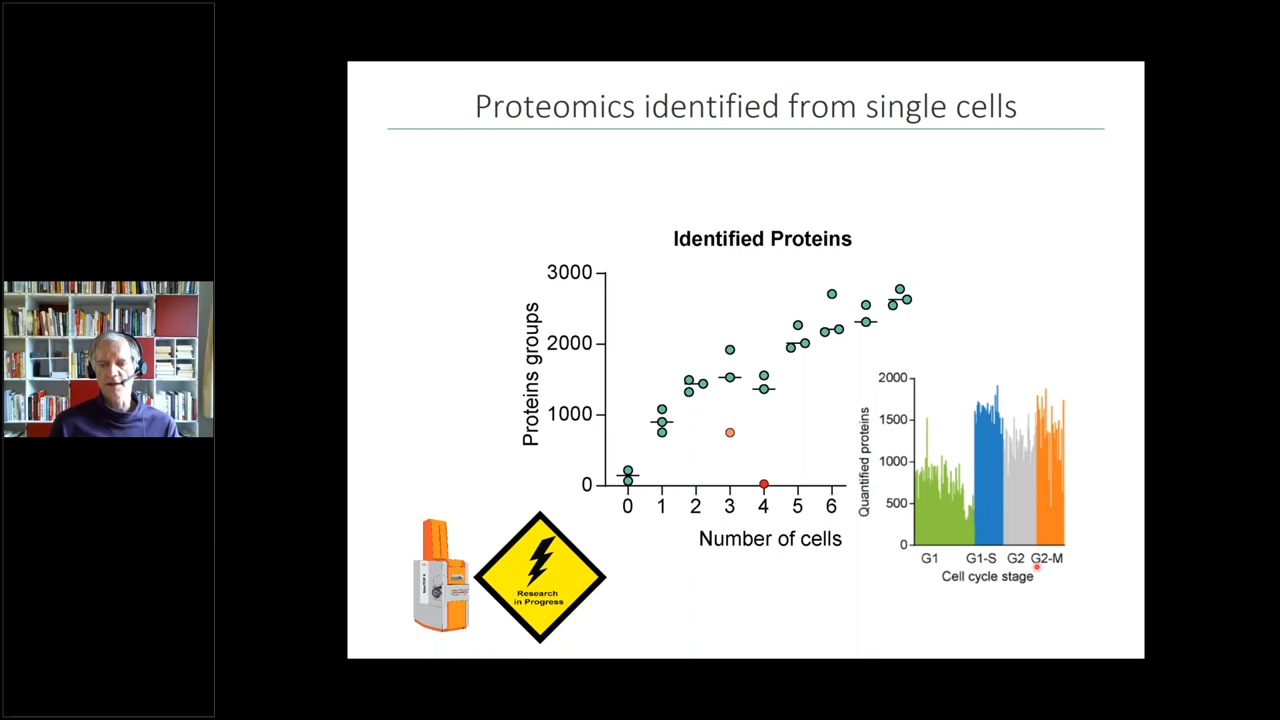 Proteomics identified from single cells
Identified Proteins
Proteins groups
3000
2000
1000
0
0 1 2 3 4 5 6
Number of cells
Quantified proteins
2000
1500
1000
500
0
G1 G1-S G2 G2-M
Cell cycle stage
Research
in Progress